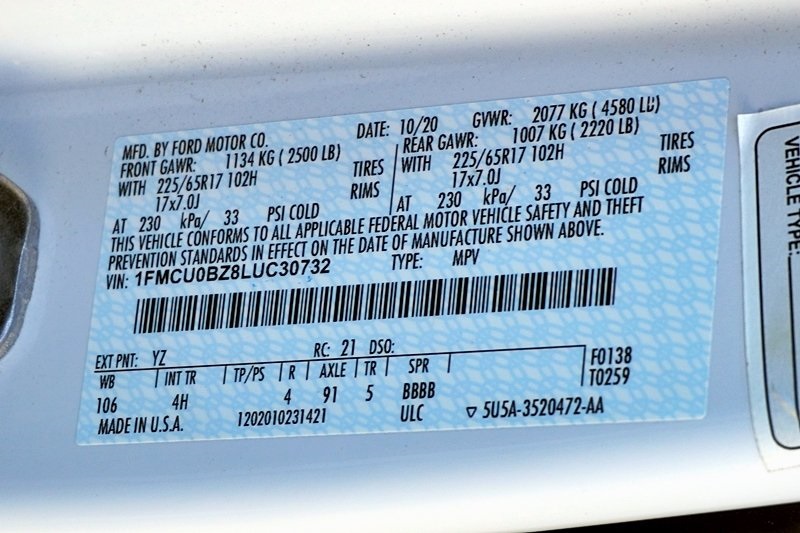 MFD. BY FORD MOTOR CO. DATE: 10/20 GVWR: 2077 KG ( 4580 LB)
FRONT GAWR: 1134 KG ( 2500 LB) REAR GAWR: 1007 KG ( 2220 LB)
WITH 225/65R17 102H TIRES WITH 225/65R17 102H TIRES
17x7.0J RIMS 17x7.0J RIMS
AT 230 kPa/ 33 PSI COLD AT 230 kPa/ 33 PSI COLD
THIS VEHICLE CONFORMS TO ALL APPLICABLE FEDERAL MOTOR VEHICLE SAFETY AND THEFT
PREVENTION STANDARDS IN EFFECT ON THE DATE OF MANUFACTURE SHOWN ABOVE.
VIN: 1FMCU0BZ8LUC30732 TYPE: MPV
EXT PNT: YZ RC: 21 DSO:
WB INT TR TP/PS R AXLE TR SPR F0138
106 4H 4 91 5 BBBB T0259
MADE IN U.S.A. 1202010231421 ULC ▽ 5U5A-3520472-AA
VEHICLE TYPE: